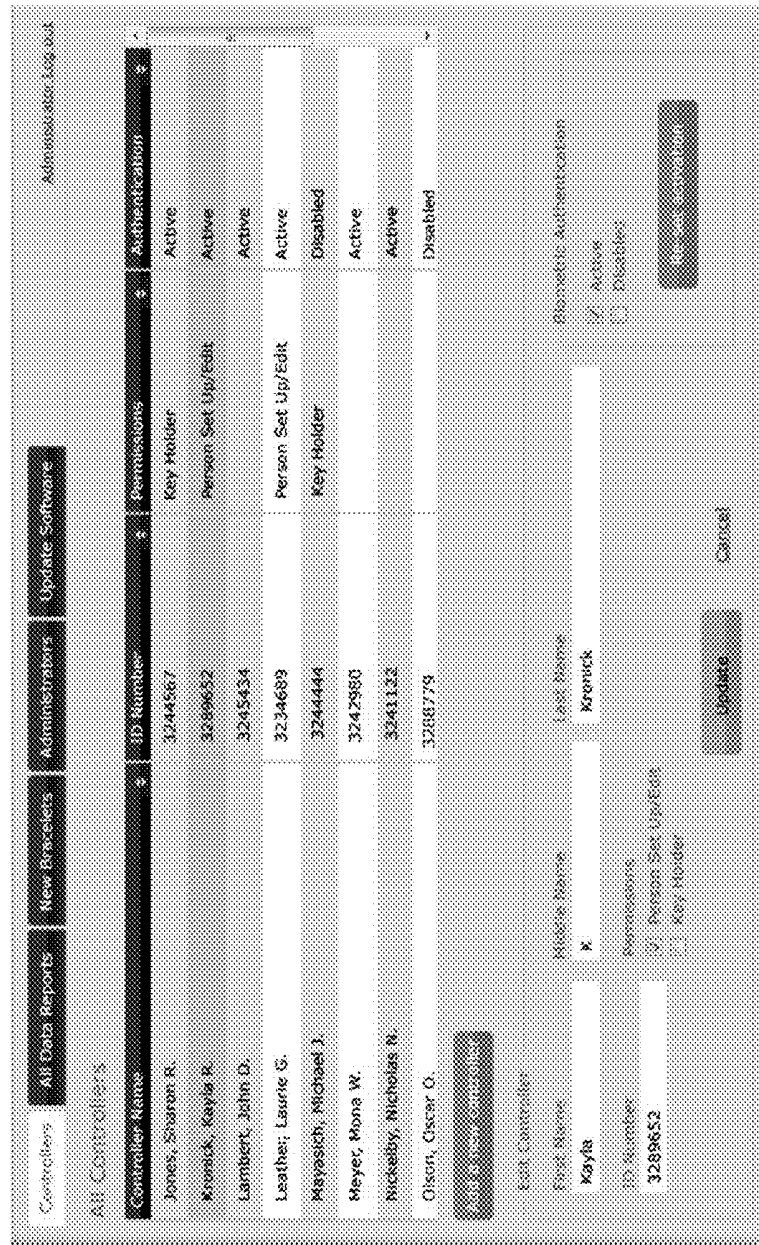 Controllers All Data Reports New Bracelets Administrators Update Software Administrator Log out
All Controllers
Controller Name ID Number Permissions Authentication
Jones, Sharon R. 3244567 Key Holder Active
Kronick, Kayla R. 3289652 Person Set Up/Edit Active
Lambert, John D. 3245434 Active
Leather, Laurie G. 3234689 Person Set Up/Edit Active
Mayasich, Michael J. 3244444 Key Holder Disabled
Meyer, Mona W. 3242980 Active
Nickelby, Nicholas N. 3241122 Active
Olson, Oscar O. 3288779 Disabled
Edit Controller
First Name Middle Name Last Name Biometric Authentication
Kayla Kronick Active
Disabled
ID Number Permissions
3289652 Person Set Up/Edit
Key Holder
Update Cancel